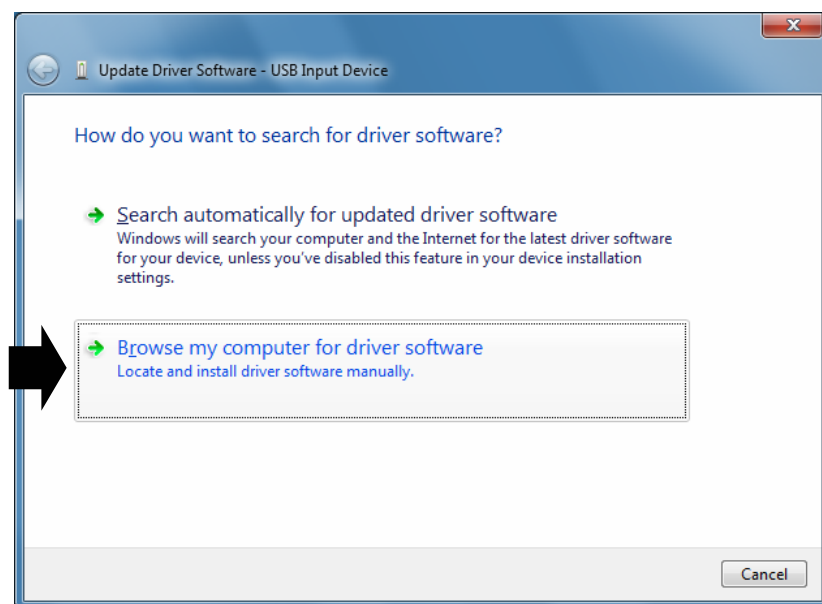 Update Driver Software - USB Input Device
How do you want to search for driver software?
Search automatically for updated driver software
Windows will search your computer and the Internet for the latest driver software
for your device, unless you've disabled this feature in your device installation
settings.
Browse my computer for driver software
Locate and install driver software manually.
Cancel